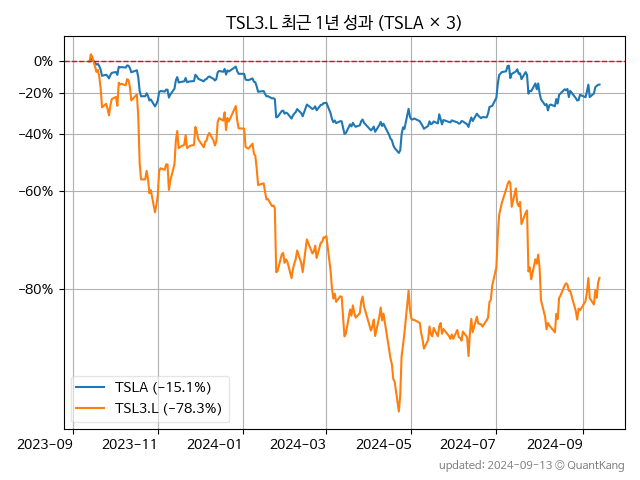 TSL3.L 최근 1년 성과 (TSLA × 3)
0%
−20%
−40%
−60%
−80%
TSLA (−15.1%)
TSL3.L (−78.3%)
2023−09 2023−11 2024−01 2024−03 2024−05 2024−07 2024−09
updated: 2024-09-13 © QuantKang